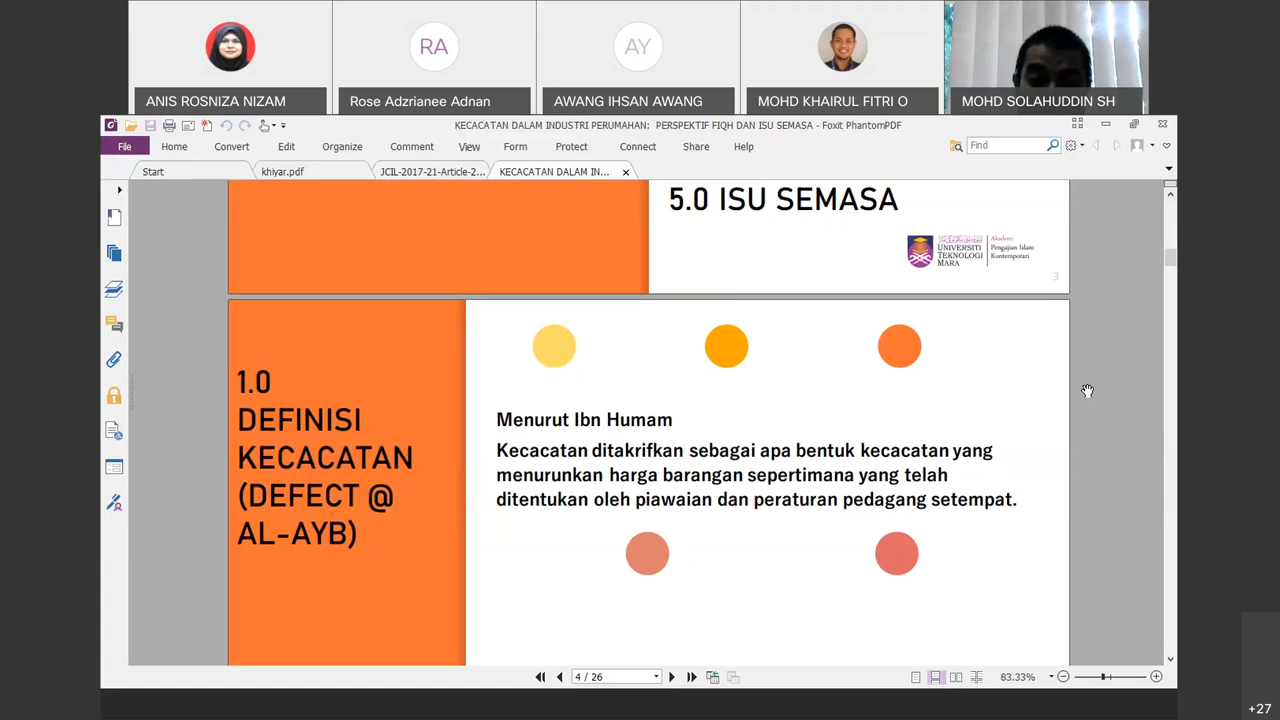 RA
AY
ANIS ROSNIZA NIZAM
Rose Adzrianee Adnan
AWANG IHSAN AWANG
MOHD KHAIRUL FITRI O
MOHD SOLAHUDDIN SH
KECACATAN DALAM INDUSTRI PERUMAHAN: PERSPEKTIF FIQH DAN ISU SEMASA - Foxit PhantomPDF
File Home Convert Edit Organize Comment View Form Protect Connect Share Help
Find
Start
khiyar.pdf
JCIL-2017-21-Article-2...
KECACATAN DALAM IN...
5.0 ISU SEMASA
UNIVERSITI
TEKNOLOGI
MARA
Akademi
Pengajian Islam
Kontemporari
3
1.0
DEFINISI
KECACATAN
(DEFECT @
AL-AYB)
Menurut Ibn Humam
Kecacatan ditakrifkan sebagai apa bentuk kecacatan yang
menurunkan harga barangan sepertimana yang telah
ditentukan oleh piawaian dan peraturan pedagang setempat.
4 / 26
83.33%
+27